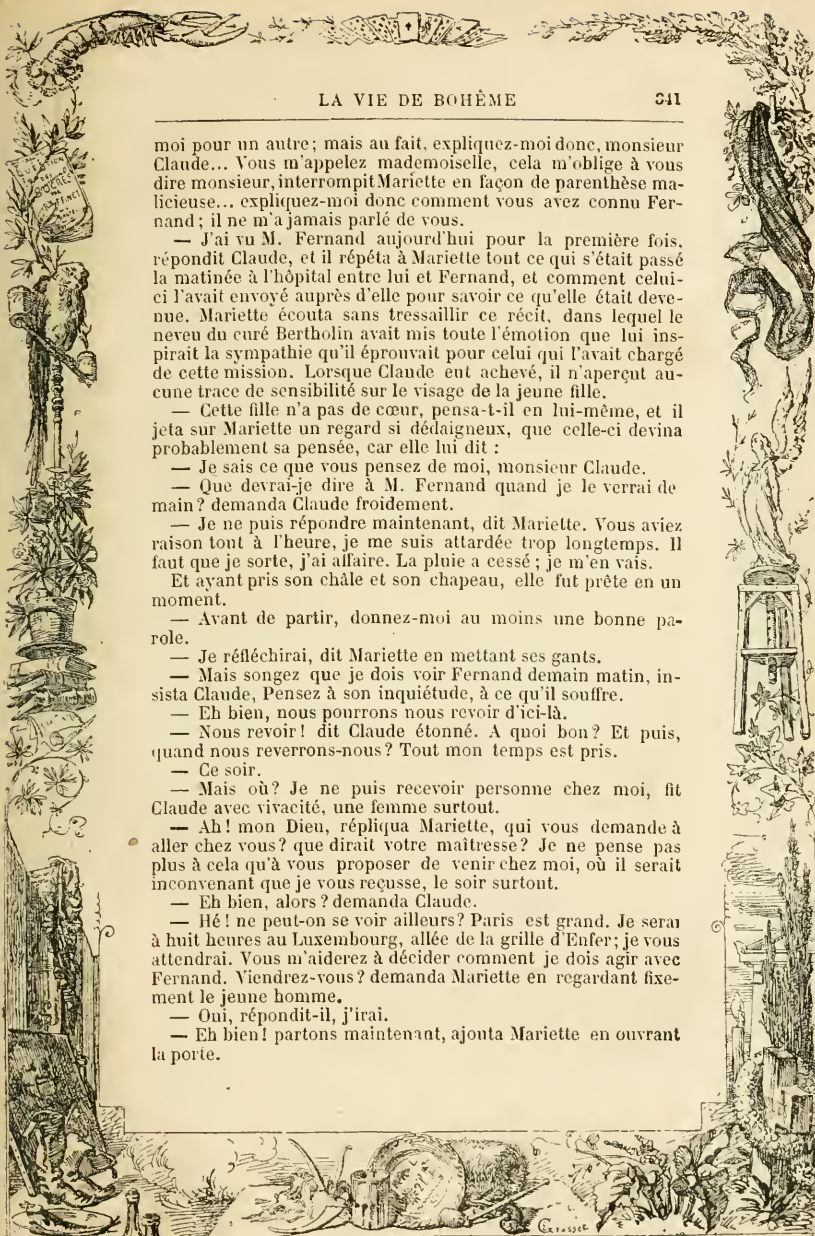 LA VIE DE BOHÊME 341
moi pour un autre; mais au fait, expliquez-moi donc, monsieur
Claude... Vous m'appelez mademoiselle, cela m'oblige à vous
dire monsieur, interrompit Mariette en façon de parenthèse ma-
licieuse... expliquez-moi donc comment vous avez connu Fer-
nand; il ne m'a jamais parlé de vous.
— J'ai vu M. Fernand aujourd'hui pour la première fois,
répondit Claude, et il répéta à Mariette tout ce qui s'était passé
la matinée à l'hôpital entre lui et Fernand, et comment celui-
ci l'avait envoyé auprès d'elle pour savoir ce qu'elle était deve-
nue. Mariette écouta sans tressaillir ce récit, dans lequel le
neveu du curé Bertholin avait mis toute l'émotion que lui ins-
pirait la sympathie qu'il éprouvait pour celui qui l'avait chargé
de cette mission. Lorsque Claude eut achevé, il n'aperçut au-
cune trace de sensibilité sur le visage de la jeune fille.
— Cette fille n'a pas de cœur, pensa-t-il en lui-même, et il
jeta sur Mariette un regard si dédaigneux, que celle-ci devina
probablement sa pensée, car elle lui dit :
— Je sais ce que vous pensez de moi, monsieur Claude.
— Que devrai-je dire à M. Fernand quand je le verrai de
main? demanda Claude froidement.
— Je ne puis répondre maintenant, dit Mariette. Vous aviez
raison tout à l'heure, je me suis attardée trop longtemps. Il
faut que je sorte, j'ai affaire. La pluie a cessé ; je m'en vais.
Et ayant pris son châle et son chapeau, elle fut prête en un
moment.
— Avant de partir, donnez-moi au moins une bonne pa-
role.
— Je réfléchirai, dit Mariette en mettant ses gants.
— Mais songez que je dois voir Fernand demain matin, in-
sista Claude, Pensez à son inquiétude, à ce qu'il souffre.
— Eh bien, nous pourrons nous revoir d'ici-là.
— Nous revoir! dit Claude étonné. A quoi bon? Et puis,
quand nous reverrons-nous? Tout mon temps est pris.
— Ce soir.
— Mais où? Je ne puis recevoir personne chez moi, fit
Claude avec vivacité, une femme surtout.
— Ah! mon Dieu, répliqua Mariette, qui vous demande à
aller chez vous? que dirait votre maîtresse? Je ne pense pas
plus à cela qu'à vous proposer de venir chez moi, où il serait
inconvenant que je vous reçusse, le soir surtout.
— Eh bien, alors ? demanda Claude.
— Hé! ne peut-on se voir ailleurs? Paris est grand. Je serai
à huit heures au Luxembourg, allée de la grille d'Enfer; je vous
attendrai. Vous m'aiderez à décider comment je dois agir avec
Fernand. Viendrez-vous? demanda Mariette en regardant fixe-
ment le jeune homme.
— Oui, répondit-il, j'irai.
— Eh bien! partons maintenant, ajouta Mariette en ouvrant
la porte.